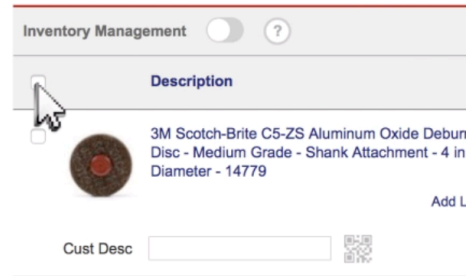 Inventory Management ?
Description
3M Scotch-Brite C5-ZS Aluminum Oxide Deburr
Disc - Medium Grade - Shank Attachment - 4 in
Diameter - 14779
Add L
Cust Desc